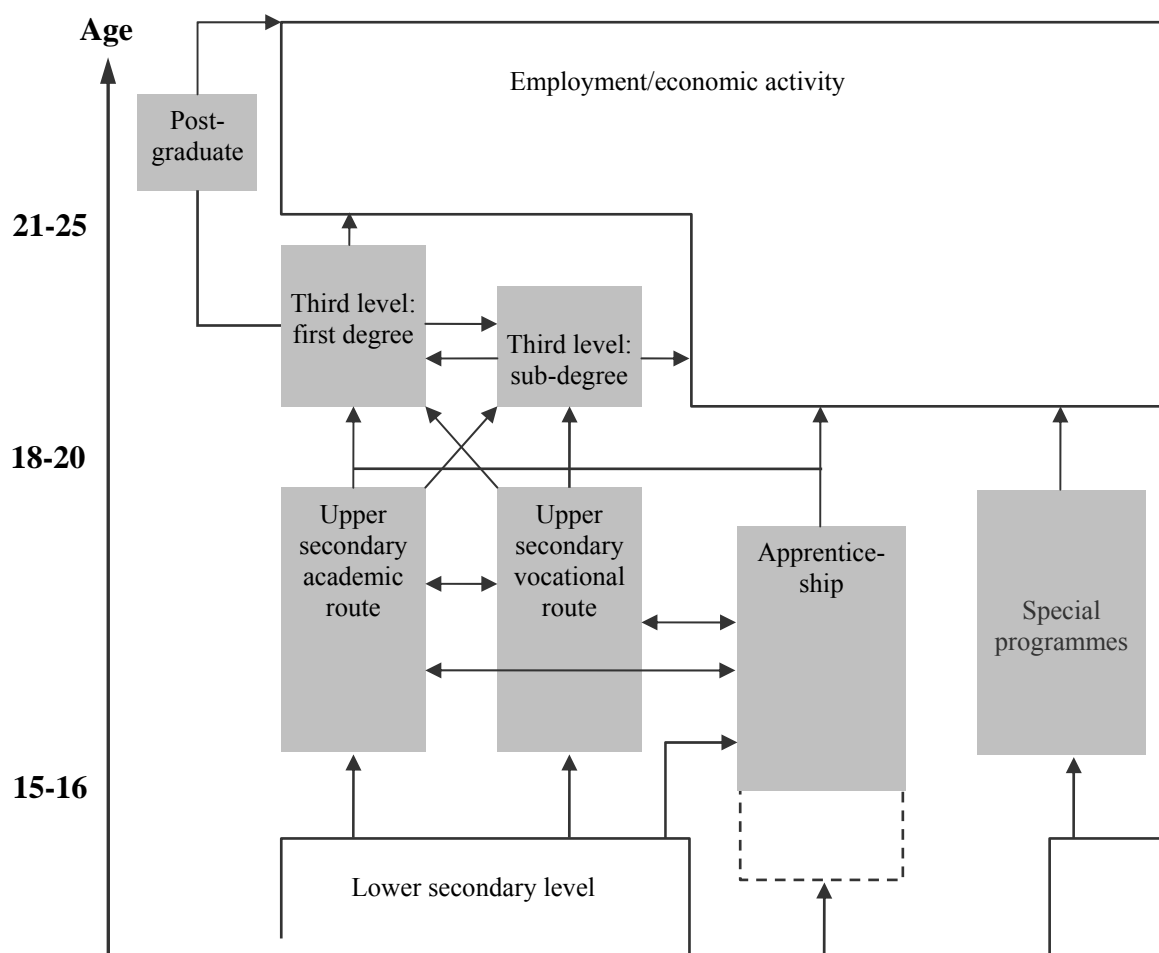 Age
Employment/economic activity
Post-
graduate
21-25
Third level:
first degree
Third level:
sub-degree
18-20
Upper
secondary
academic
route
Upper
secondary
vocational
route
Apprentice-
ship
Special
programmes
15-16
Lower secondary level